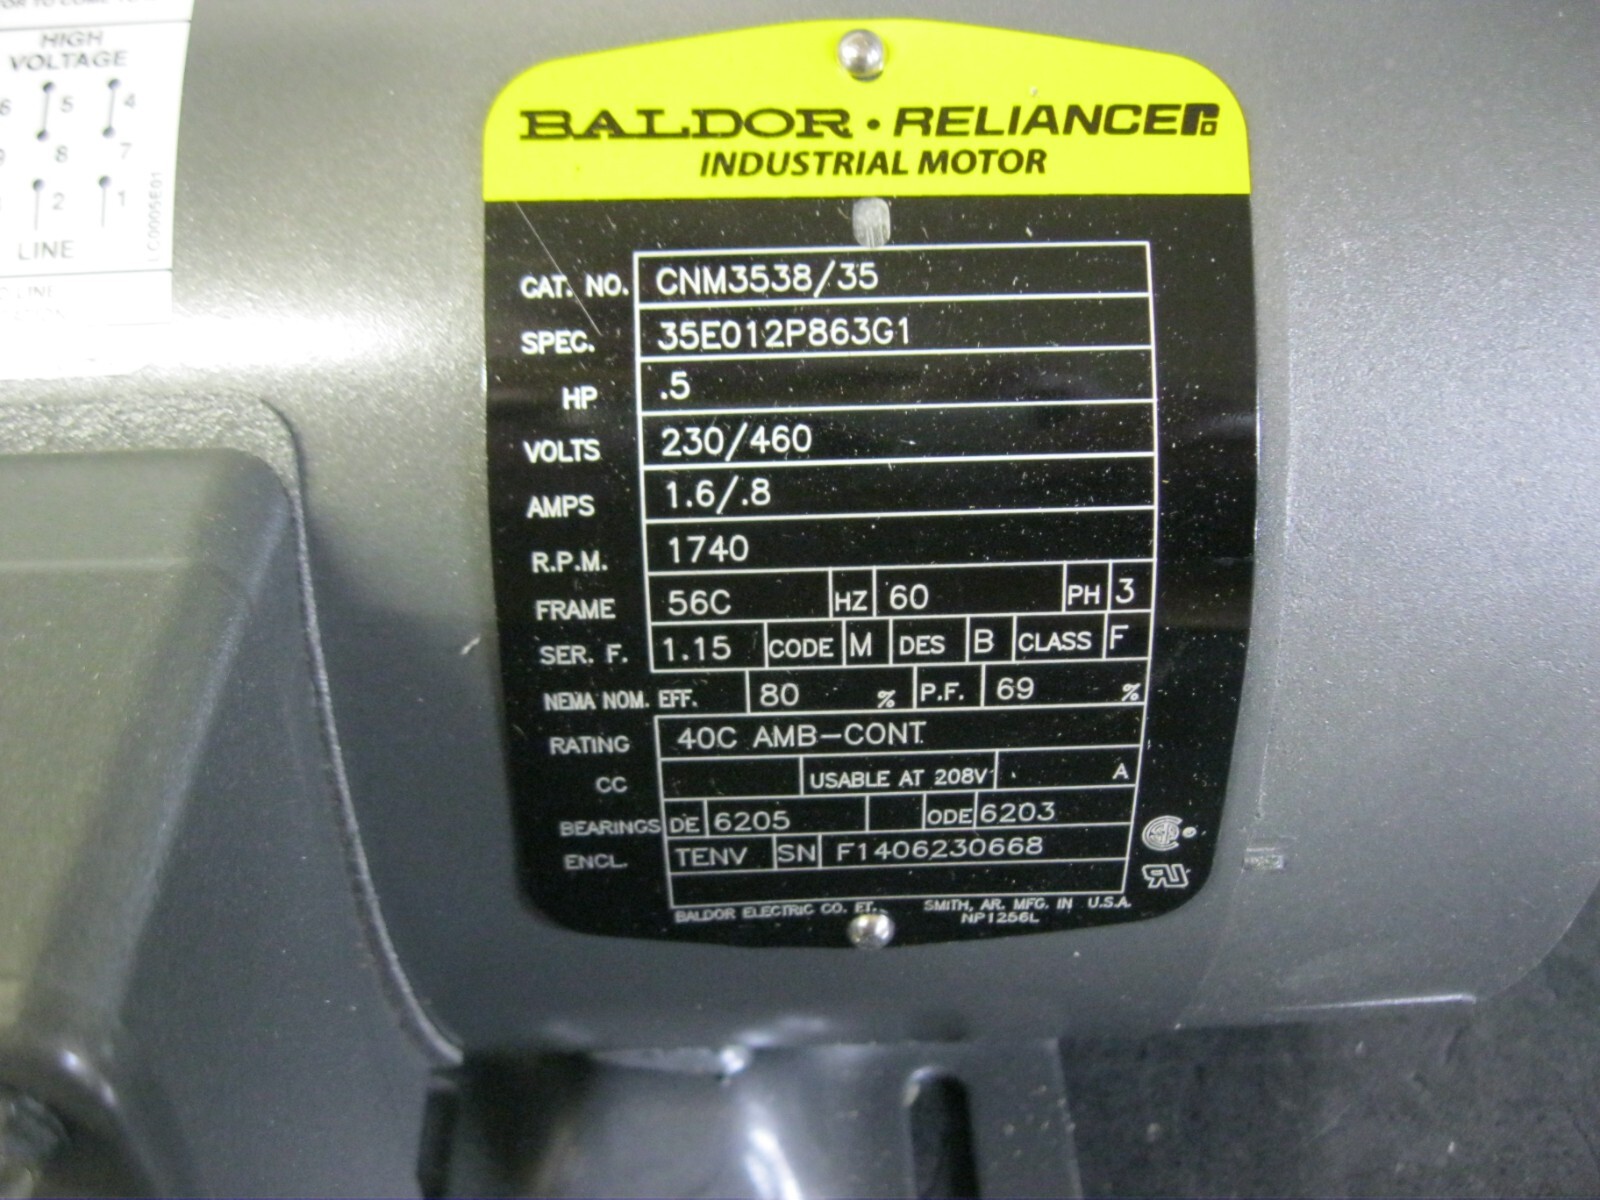 HIGH
VOLTAGE
6 5 4
9 8 7
2 1
LINE
LC0005E01
BALDOR • RELIANCE
INDUSTRIAL MOTOR
CAT. NO. CNM3538/35
SPEC. 35E012P863G1
HP .5
VOLTS 230/460
AMPS 1.6/.8
R.P.M. 1740
FRAME 56C HZ 60 PH 3
SER. F. 1.15 CODE M DES B CLASS F
NEMA NOM. EFF. 80 % P.F. 69 %
RATING 40C AMB-CONT
CC USABLE AT 208V A
BEARINGS DE 6205 ODE 6203
ENCL. TENV SN F1406230668
BALDOR ELECTRIC CO. FT. SMITH, AR. MFG. IN U.S.A.
NP1256L